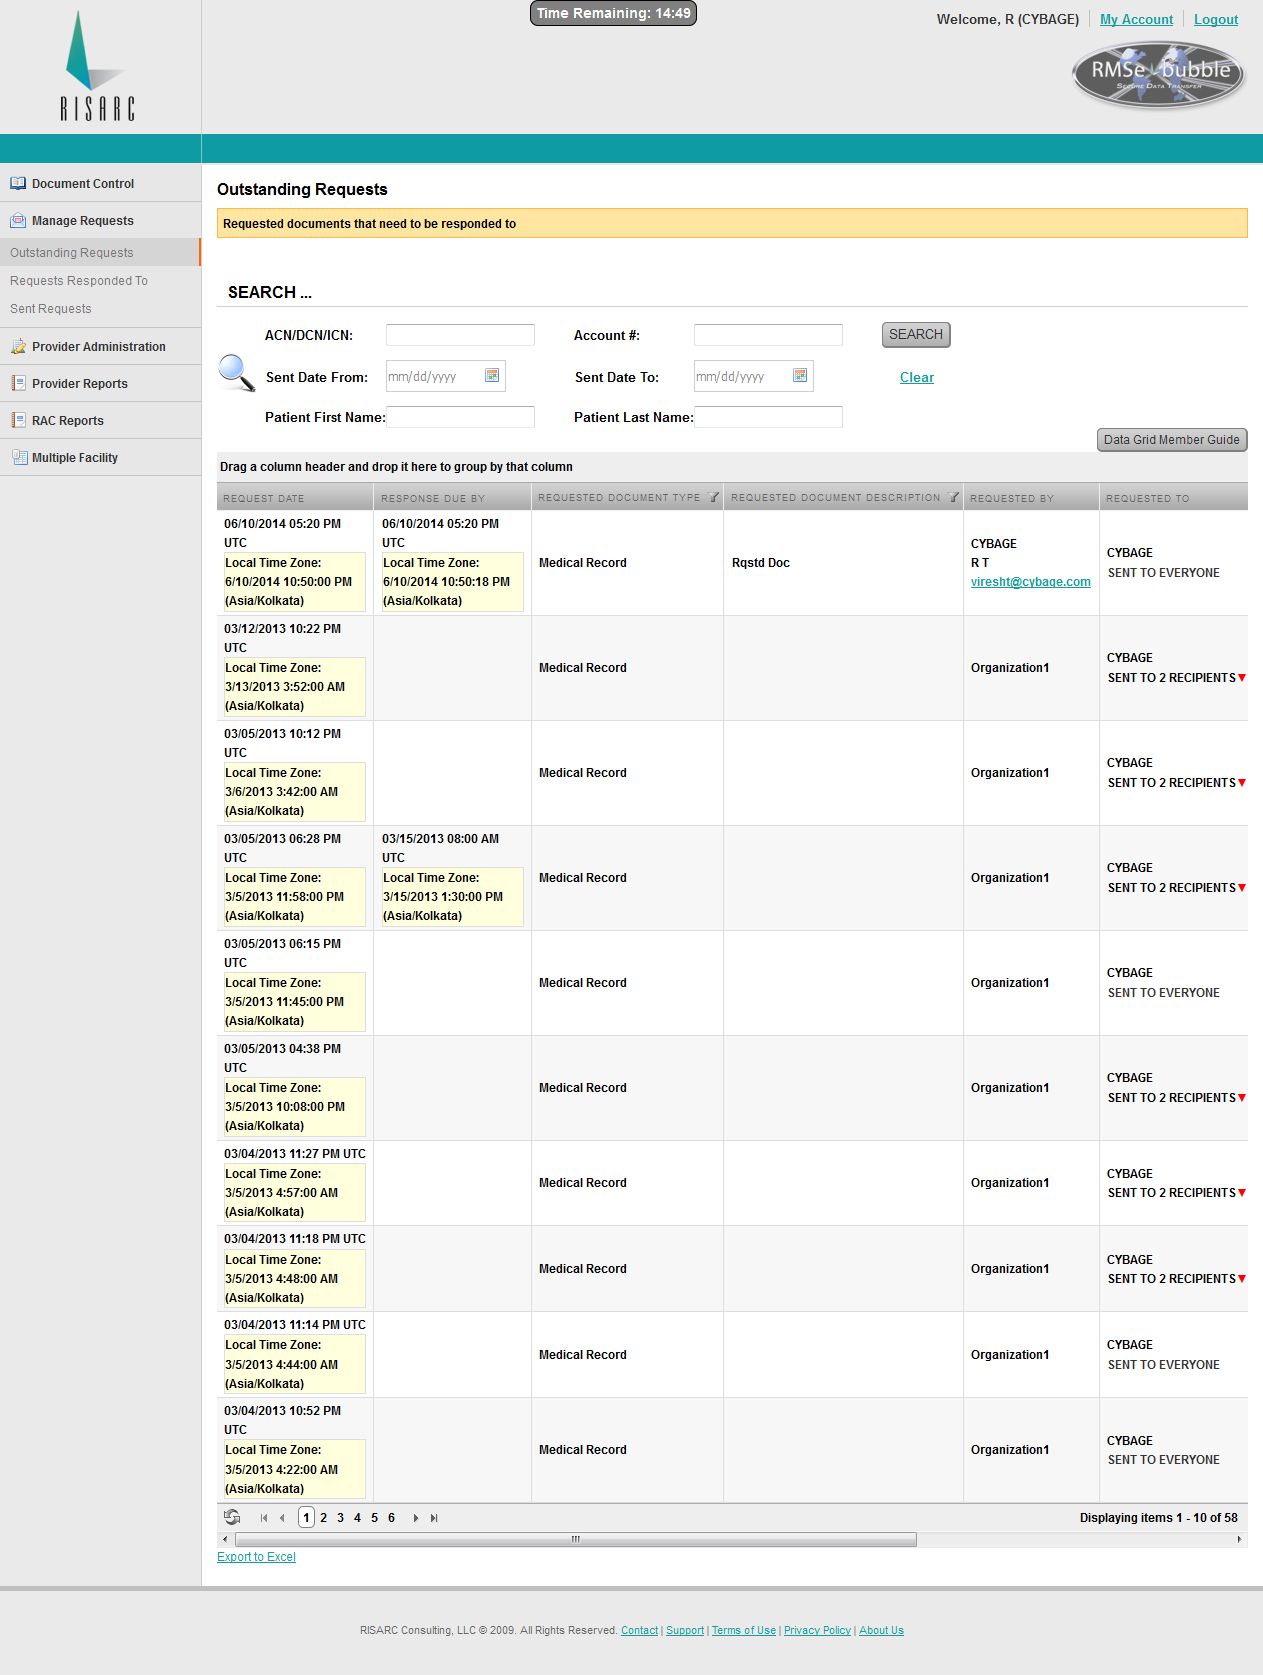 Time Remaining: 14:49
Welcome, R (CYBAGE) My Account Logout
RISARC
RMSe bubble
SECURE DATA TRANSFER
Document Control
Manage Requests
Outstanding Requests
Requests Responded To
Sent Requests
Provider Administration
Provider Reports
RAC Reports
Multiple Facility
Outstanding Requests
Requested documents that need to be responded to
SEARCH ...
ACN/DCN/ICN: Account #: SEARCH
Sent Date From: mm/dd/yyyy Sent Date To: mm/dd/yyyy Clear
Patient First Name: Patient Last Name:
Data Grid Member Guide
Drag a column header and drop it here to group by that column
REQUEST DATE RESPONSE DUE BY REQUESTED DOCUMENT TYPE REQUESTED DOCUMENT DESCRIPTION REQUESTED BY REQUESTED TO
06/10/2014 05:20 PM
UTC
Local Time Zone:
6/10/2014 10:50:00 PM
(Asia/Kolkata)
06/10/2014 05:20 PM
UTC
Local Time Zone:
6/10/2014 10:50:18 PM
(Asia/Kolkata)
Medical Record
Rqstd Doc
CYBAGE
R T
viresht@cybage.com
CYBAGE
SENT TO EVERYONE
03/12/2013 10:22 PM
UTC
Local Time Zone:
3/13/2013 3:52:00 AM
(Asia/Kolkata)
Medical Record
Organization1
CYBAGE
SENT TO 2 RECIPIENTS▼
03/05/2013 10:12 PM
UTC
Local Time Zone:
3/6/2013 3:42:00 AM
(Asia/Kolkata)
Medical Record
Organization1
CYBAGE
SENT TO 2 RECIPIENTS▼
03/05/2013 06:28 PM
UTC
Local Time Zone:
3/5/2013 11:58:00 PM
(Asia/Kolkata)
03/15/2013 08:00 AM
UTC
Local Time Zone:
3/15/2013 1:30:00 PM
(Asia/Kolkata)
Medical Record
Organization1
CYBAGE
SENT TO 2 RECIPIENTS▼
03/05/2013 06:15 PM
UTC
Local Time Zone:
3/5/2013 11:45:00 PM
(Asia/Kolkata)
Medical Record
Organization1
CYBAGE
SENT TO EVERYONE
03/05/2013 04:38 PM
UTC
Local Time Zone:
3/5/2013 10:08:00 PM
(Asia/Kolkata)
Medical Record
Organization1
CYBAGE
SENT TO 2 RECIPIENTS▼
03/04/2013 11:27 PM UTC
Local Time Zone:
3/5/2013 4:57:00 AM
(Asia/Kolkata)
Medical Record
Organization1
CYBAGE
SENT TO 2 RECIPIENTS▼
03/04/2013 11:18 PM UTC
Local Time Zone:
3/5/2013 4:48:00 AM
(Asia/Kolkata)
Medical Record
Organization1
CYBAGE
SENT TO 2 RECIPIENTS▼
03/04/2013 11:14 PM UTC
Local Time Zone:
3/5/2013 4:44:00 AM
(Asia/Kolkata)
Medical Record
Organization1
CYBAGE
SENT TO EVERYONE
03/04/2013 10:52 PM
UTC
Local Time Zone:
3/5/2013 4:22:00 AM
(Asia/Kolkata)
Medical Record
Organization1
CYBAGE
SENT TO EVERYONE
1 2 3 4 5 6 Displaying items 1 - 10 of 58
Export to Excel
RISARC Consulting, LLC © 2009. All Rights Reserved. Contact | Support | Terms of Use | Privacy Policy | About Us